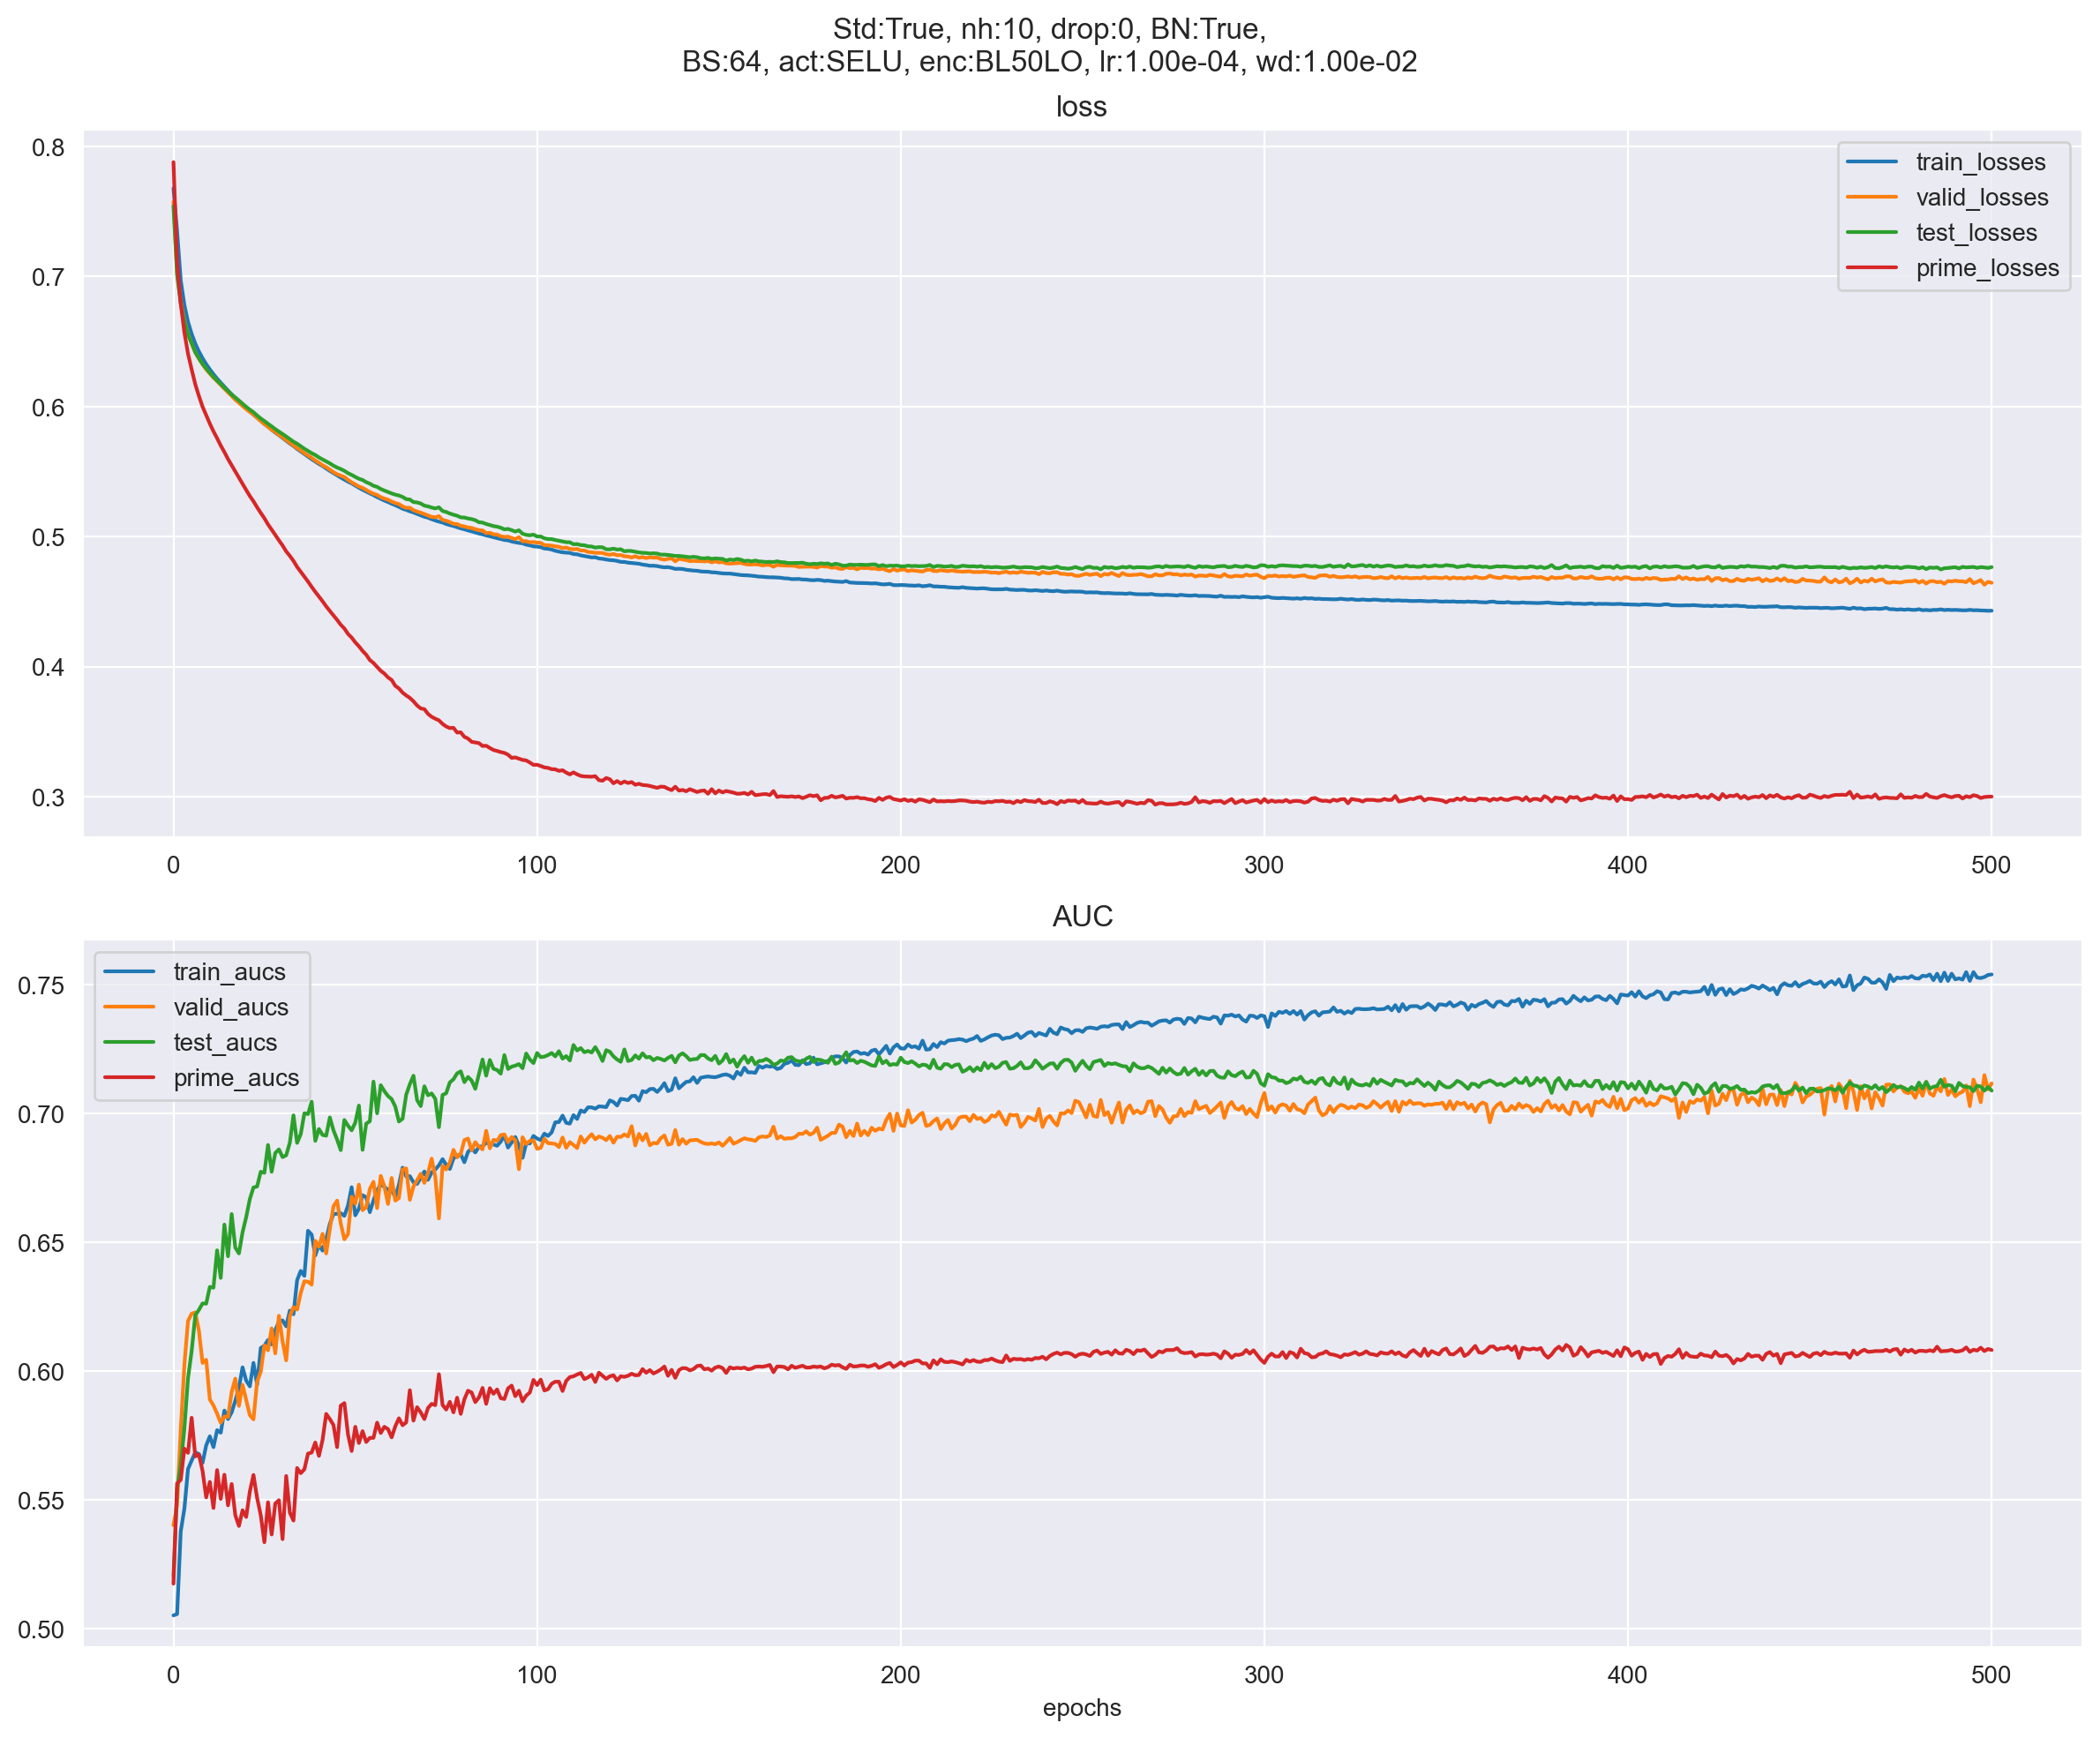 Std:True, nh:10, drop:0, BN:True,
BS:64, act:SELU, enc:BL50LO, lr:1.00e-04, wd:1.00e-02
loss
0.8
0.7
0.6
0.5
0.4
0.3
train_losses
valid_losses
test_losses
prime_losses
0 100 200 300 400 500
AUC
0.75
0.70
0.65
0.60
0.55
0.50
train_aucs
valid_aucs
test_aucs
prime_aucs
0 100 200 300 400 500
epochs